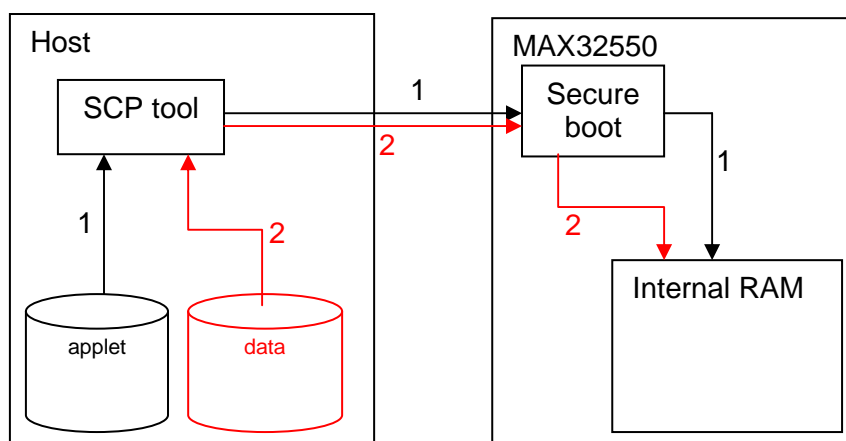 Host
MAX32550
SCP tool
1
Secure
boot
2
1
1
2
2
Internal RAM
applet
data